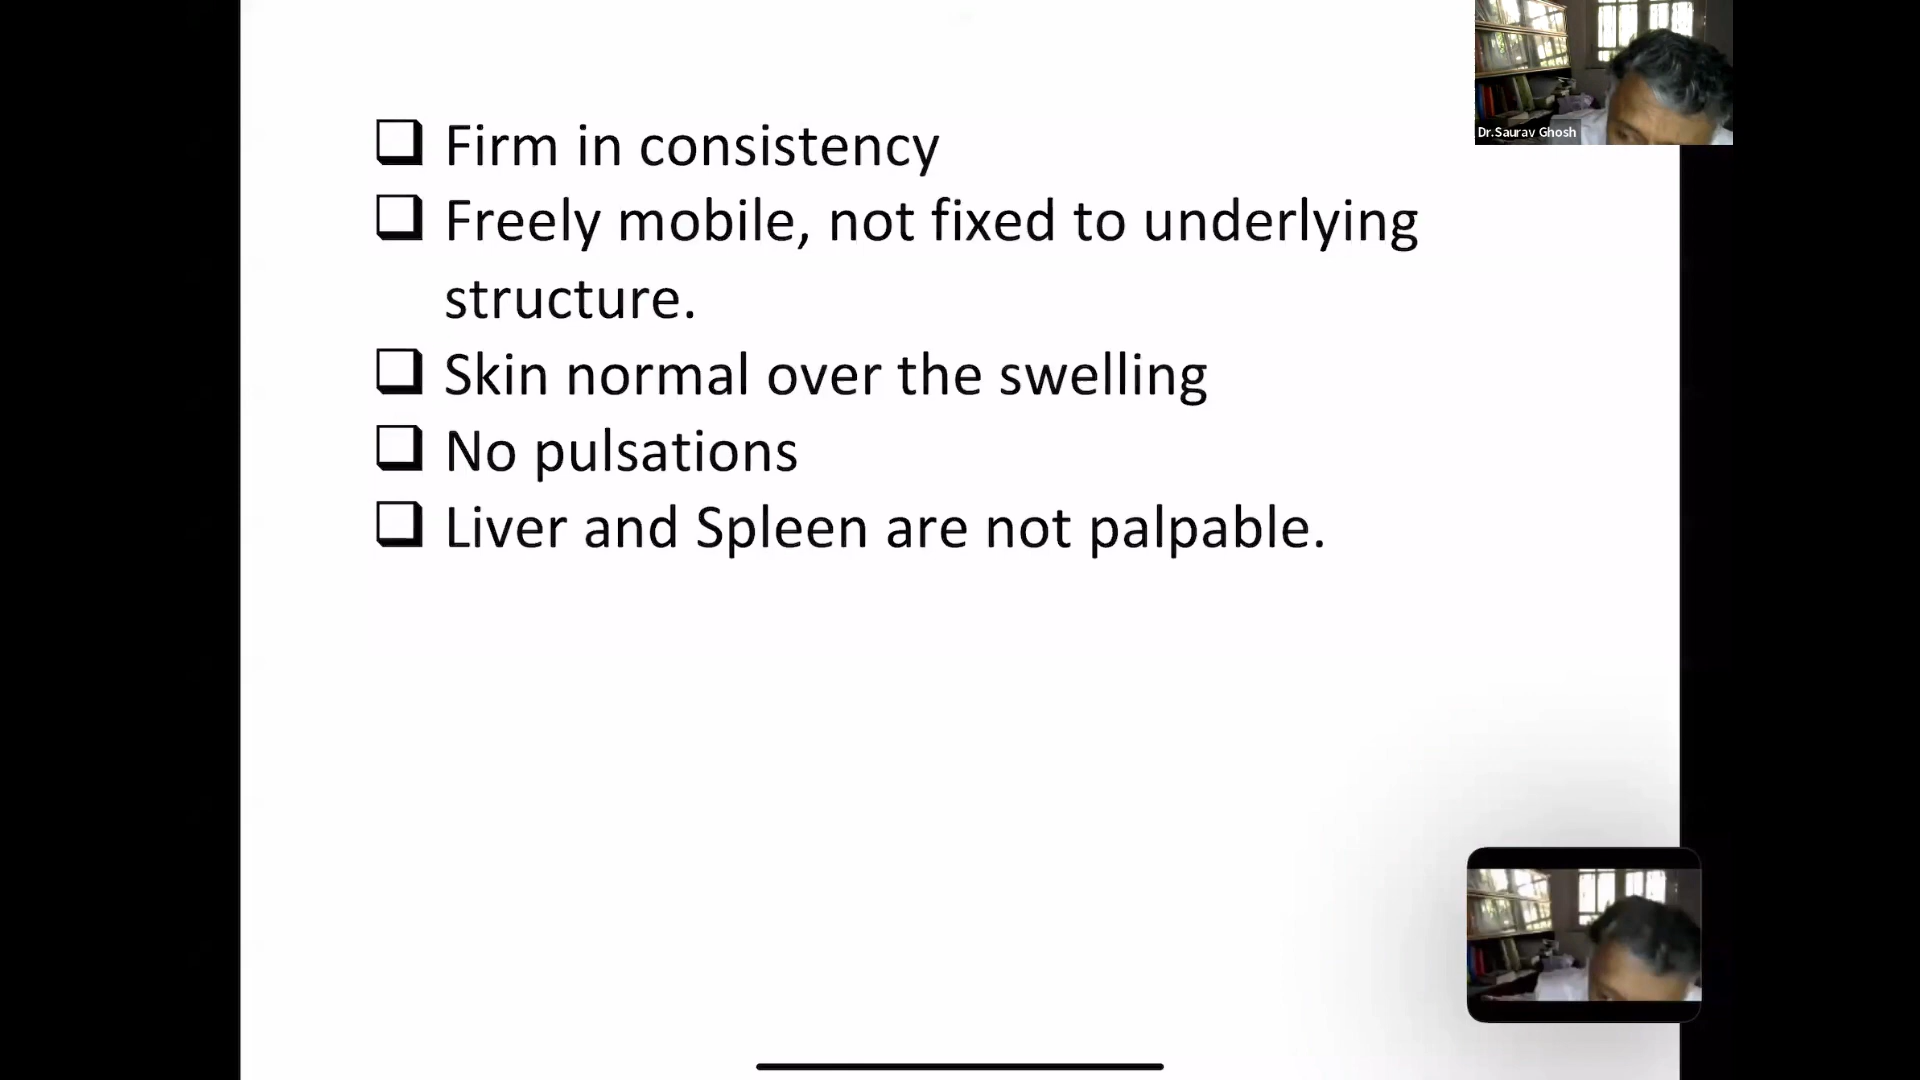 Dr.Saurav Ghosh
Firm in consistency
Freely mobile, not fixed to underlying
structure.
Skin normal over the swelling
No pulsations
Liver and Spleen are not palpable.